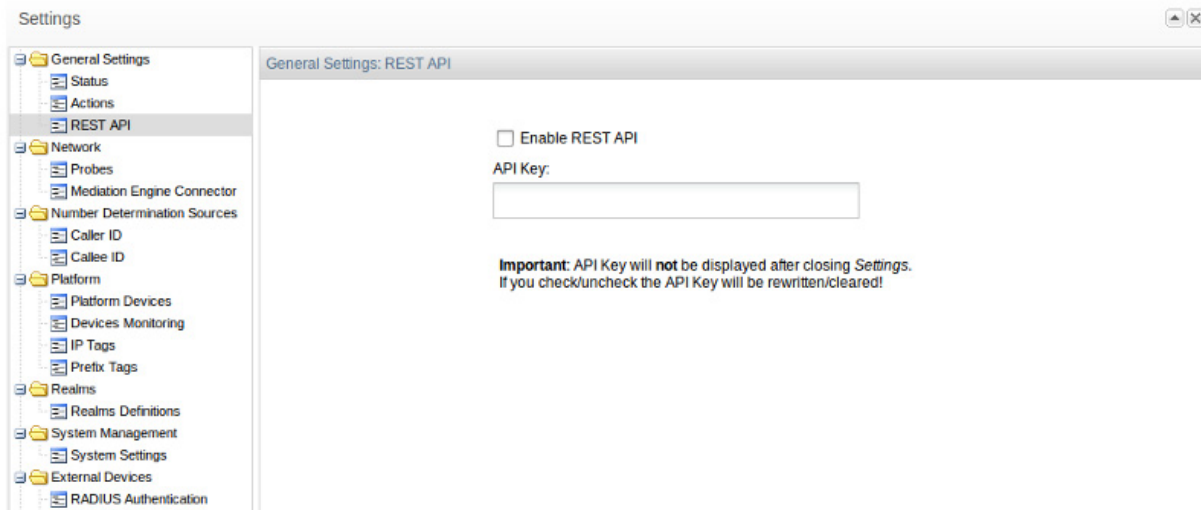 Settings
General Settings
Status
Actions
REST API
Network
Probes
Mediation Engine Connector
Number Determination Sources
Caller ID
Callee ID
Platform
Platform Devices
Devices Monitoring
IP Tags
Prefix Tags
Realms
Realms Definitions
System Management
System Settings
External Devices
RADIUS Authentication
General Settings: REST API
Enable REST API
API Key:
Important: API Key will not be displayed after closing Settings.
If you check/uncheck the API Key will be rewritten/cleared!